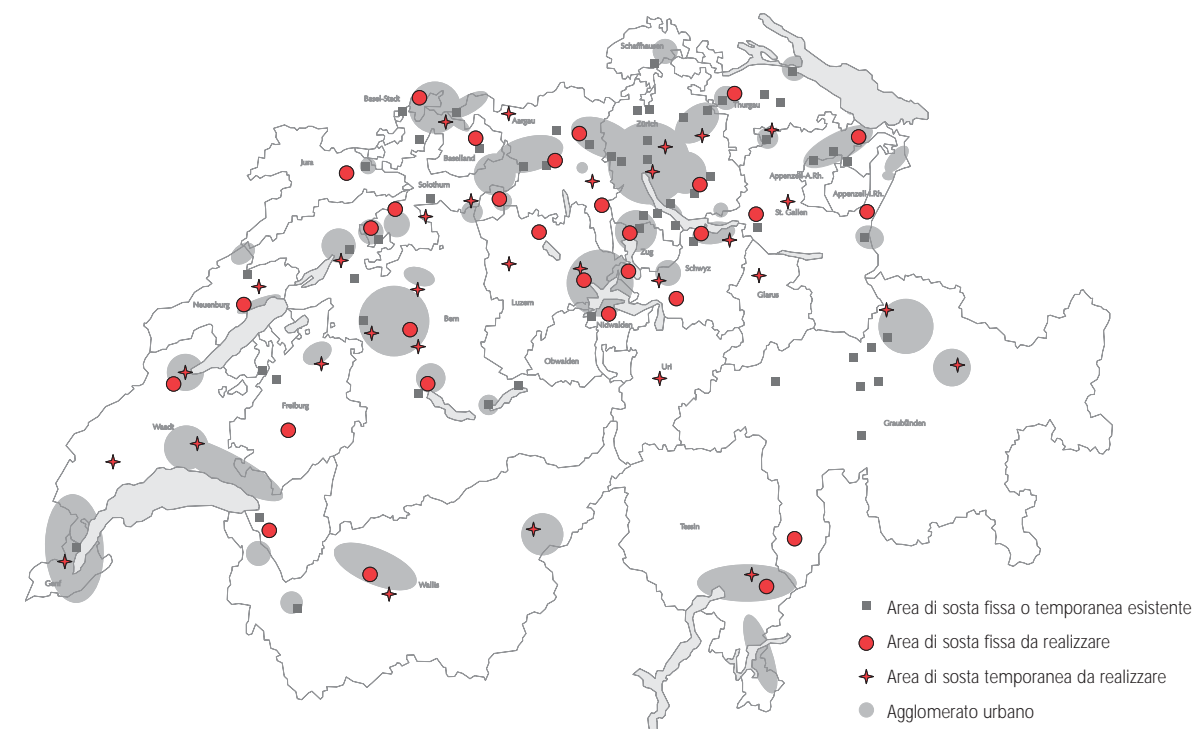 Schaffhausen
Basel-Stadt
Thurgau
Aargau
Zürich
Baselland
Jura
Appenzell-A.Rh.
Solothurn
Appenzell-I.Rh.
St. Gallen
Zug
Schwyz
Glarus
Luzern
Neuenburg
Bern
Nidwalden
Obwalden
Uri
Freiburg
Waadt
Graubünden
Tessin
Genf
Wallis
Area di sosta fissa o temporanea esistente
Area di sosta fissa da realizzare
Area di sosta temporanea da realizzare
Agglomerato urbano